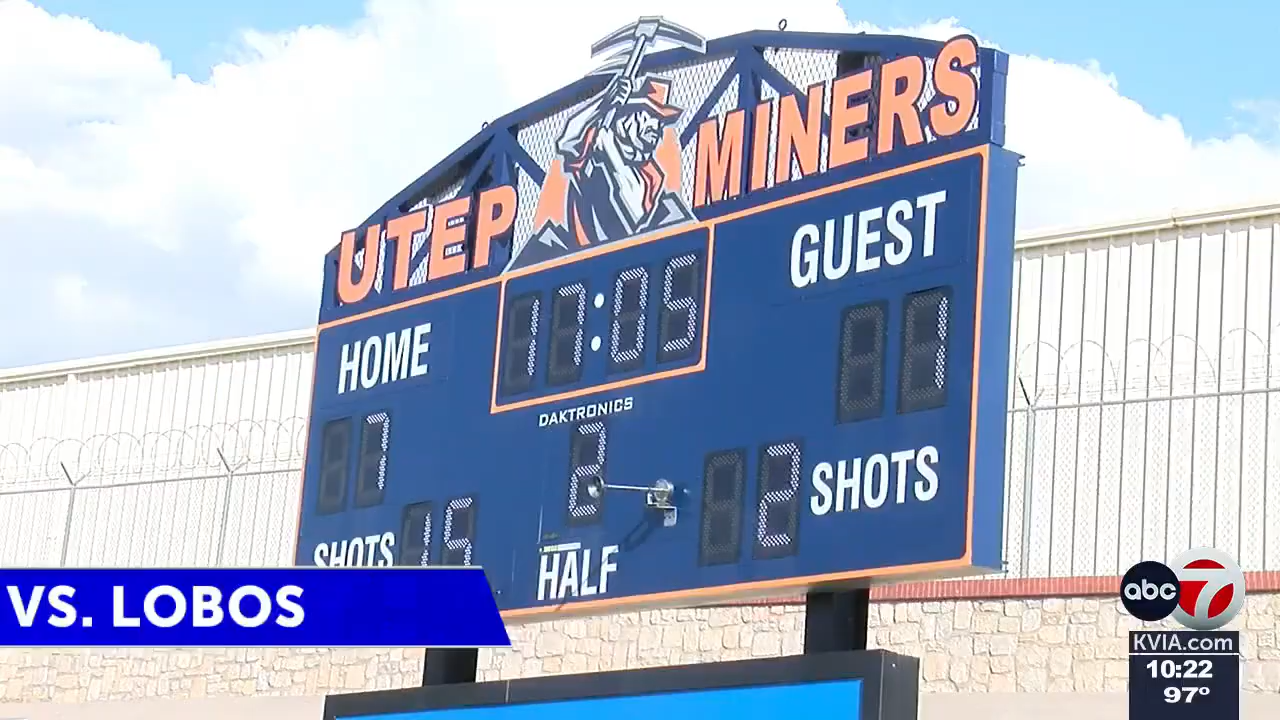 UTEP MINERS
HOME
17:05
GUEST
7
1
DAKTRONICS
2
SHOTS 15
2 SHOTS
HALF
VS. LOBOS
abc 7
KVIA.com
10:22
97°